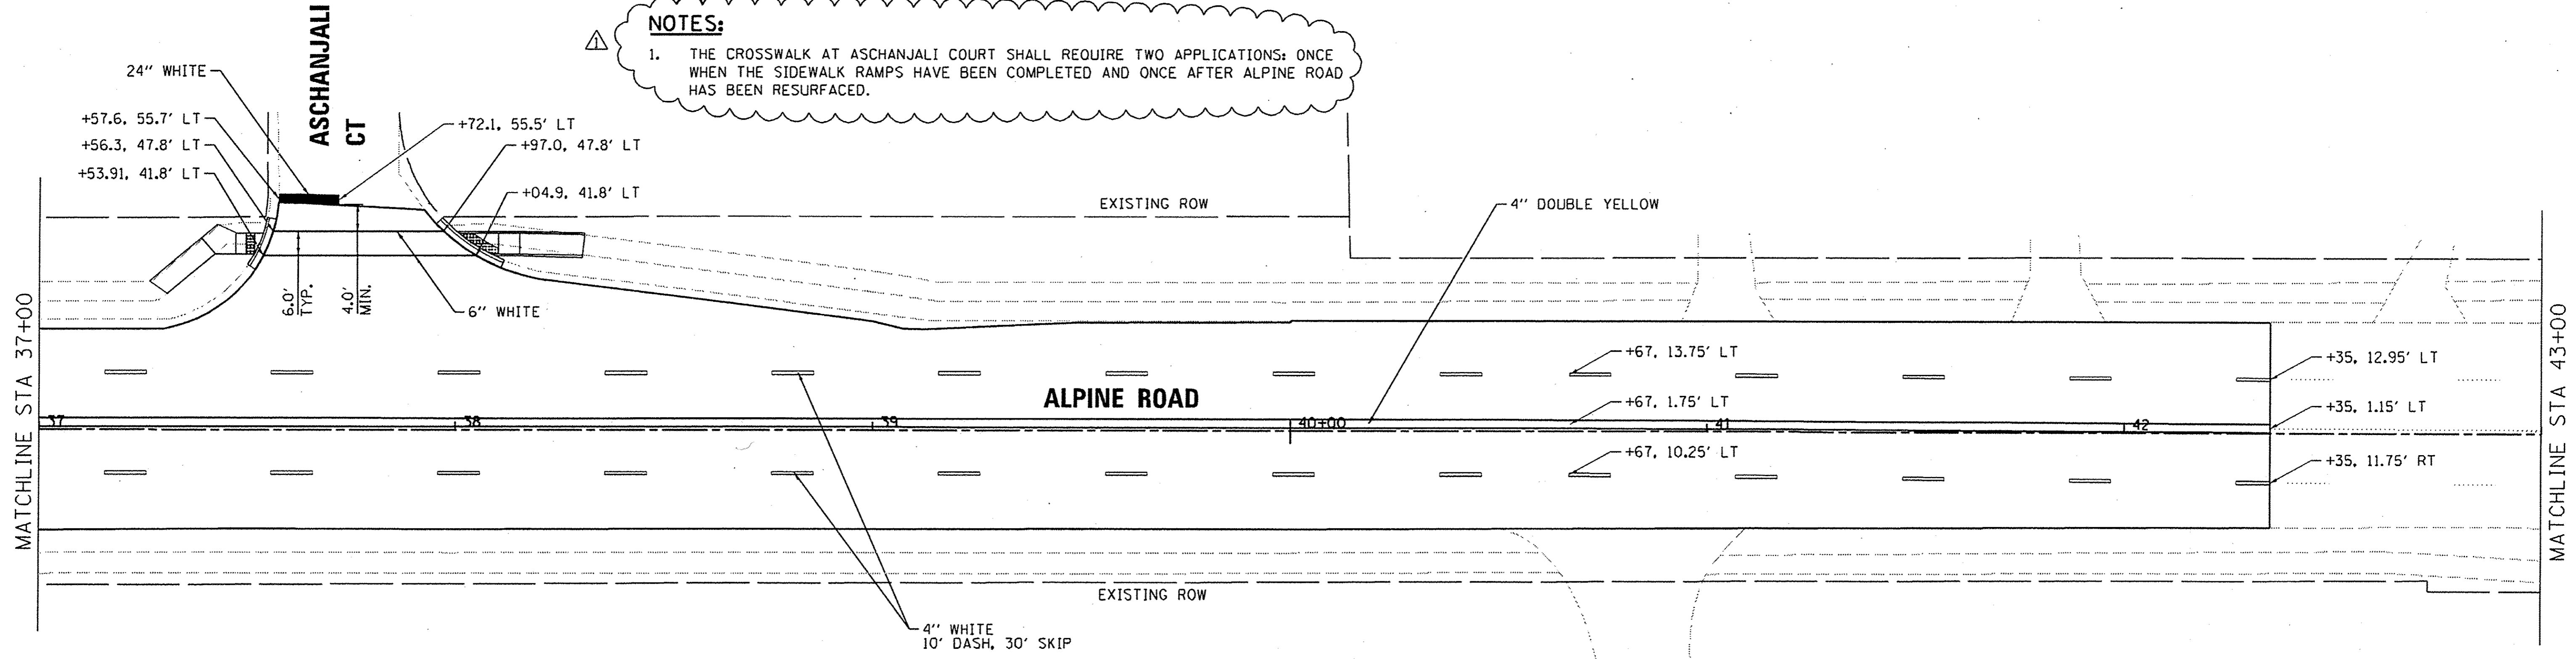 NOTES:
1. THE CROSSWALK AT ASCHANJALI COURT SHALL REQUIRE TWO APPLICATIONS: ONCE
WHEN THE SIDEWALK RAMPS HAVE BEEN COMPLETED AND ONCE AFTER ALPINE ROAD
HAS BEEN RESURFACED.
1
ASCHANJALI
CT
24" WHITE
+57.6, 55.7' LT
+56.3, 47.8' LT
+53.91, 41.8' LT
+72.1, 55.5' LT
+97.0, 47.8' LT
+04.9, 41.8' LT
6.0'
TYP.
4.0'
MIN.
6" WHITE
EXISTING ROW
4" DOUBLE YELLOW
MATCHLINE STA 37+00
ALPINE ROAD
37
38
39
40+00
41
42
+67, 13.75' LT
+67, 1.75' LT
+67, 10.25' LT
+35, 12.95' LT
+35, 1.15' LT
+35, 11.75' RT
MATCHLINE STA 43+00
EXISTING ROW
4" WHITE
10' DASH, 30' SKIP